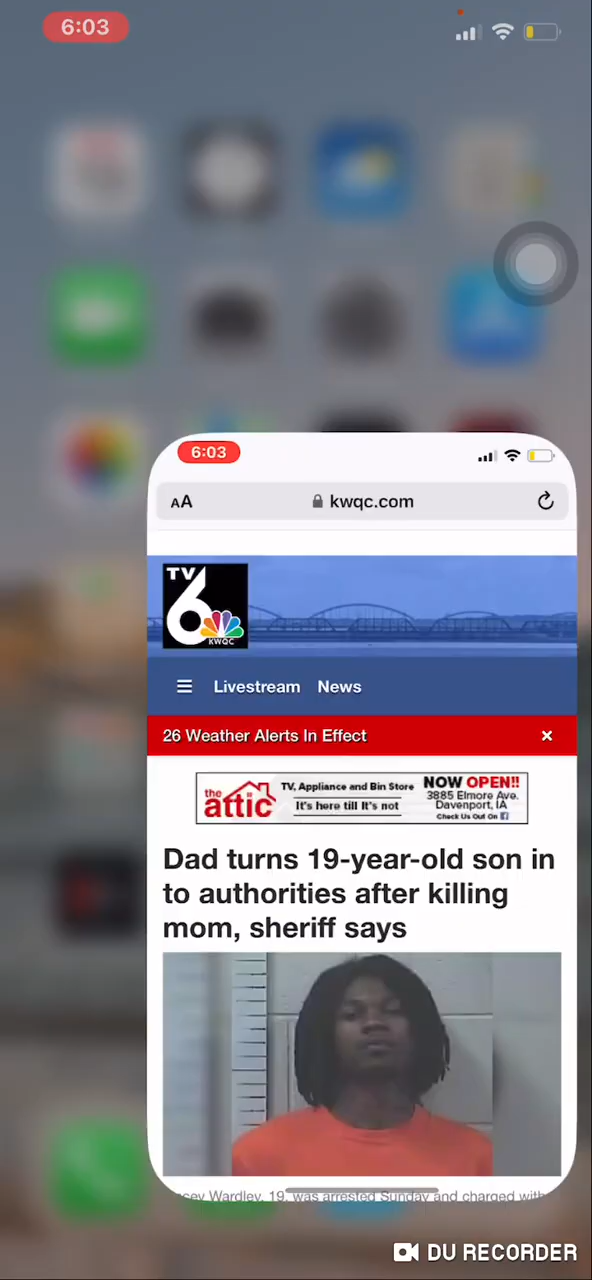 6:03
6:03
AA
kwqc.com
TV
6
KWQC
Livestream News
26 Weather Alerts In Effect ×
the attic
TV, Appliance and Bin Store
It's here till It's not
NOW OPEN!!
3885 Elmore Ave.
Davenport, IA
Check Us Out On f
Dad turns 19-year-old son in
to authorities after killing
mom, sheriff says
cey Wardley, 19, was arrested Sunday and charged with
DU RECORDER